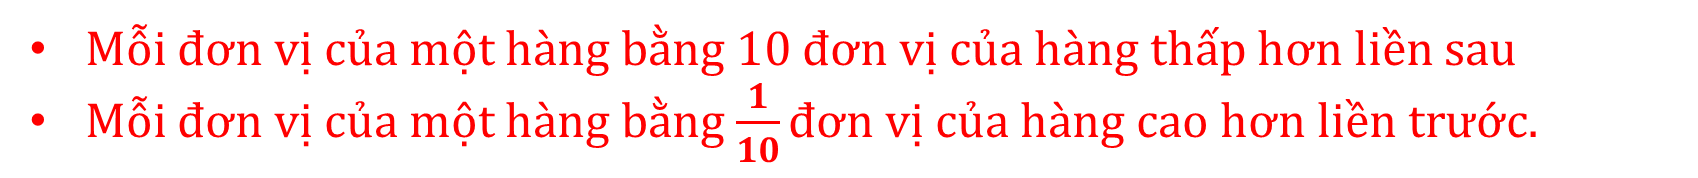 • Mỗi đơn vị của một hàng bằng 10 đơn vị của hàng thấp hơn liền sau
• Mỗi đơn vị của một hàng bằng 1/10 đơn vị của hàng cao hơn liền trước.